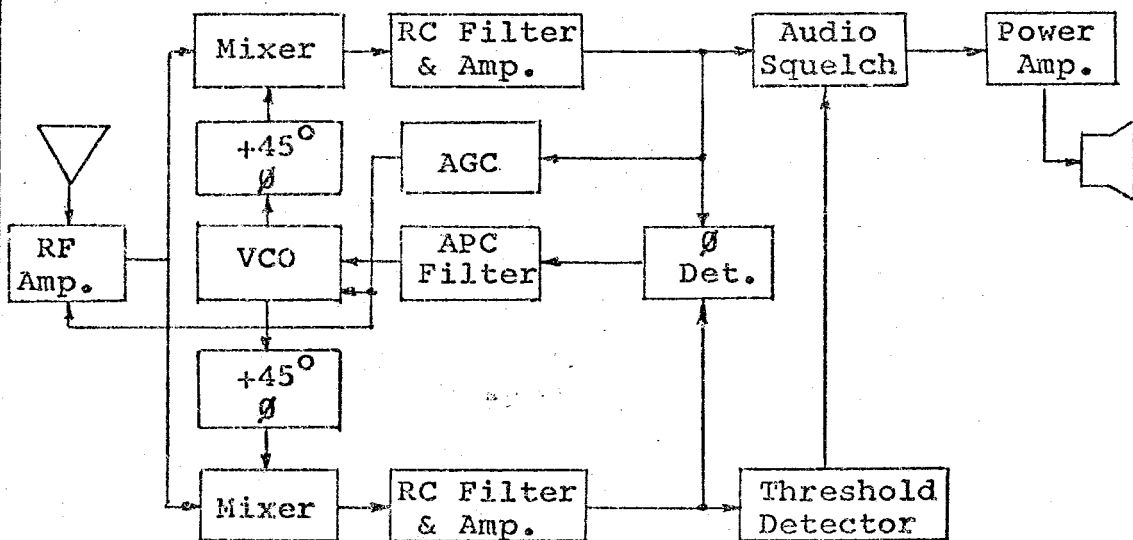 Mixer
RC Filter
& Amp.
Audio
Squelch
Power
Amp.
+45°
Ø
AGC
RF
Amp.
VCO
APC
Filter
Ø
Det.
+45°
Ø
Mixer
RC Filter
& Amp.
Threshold
Detector